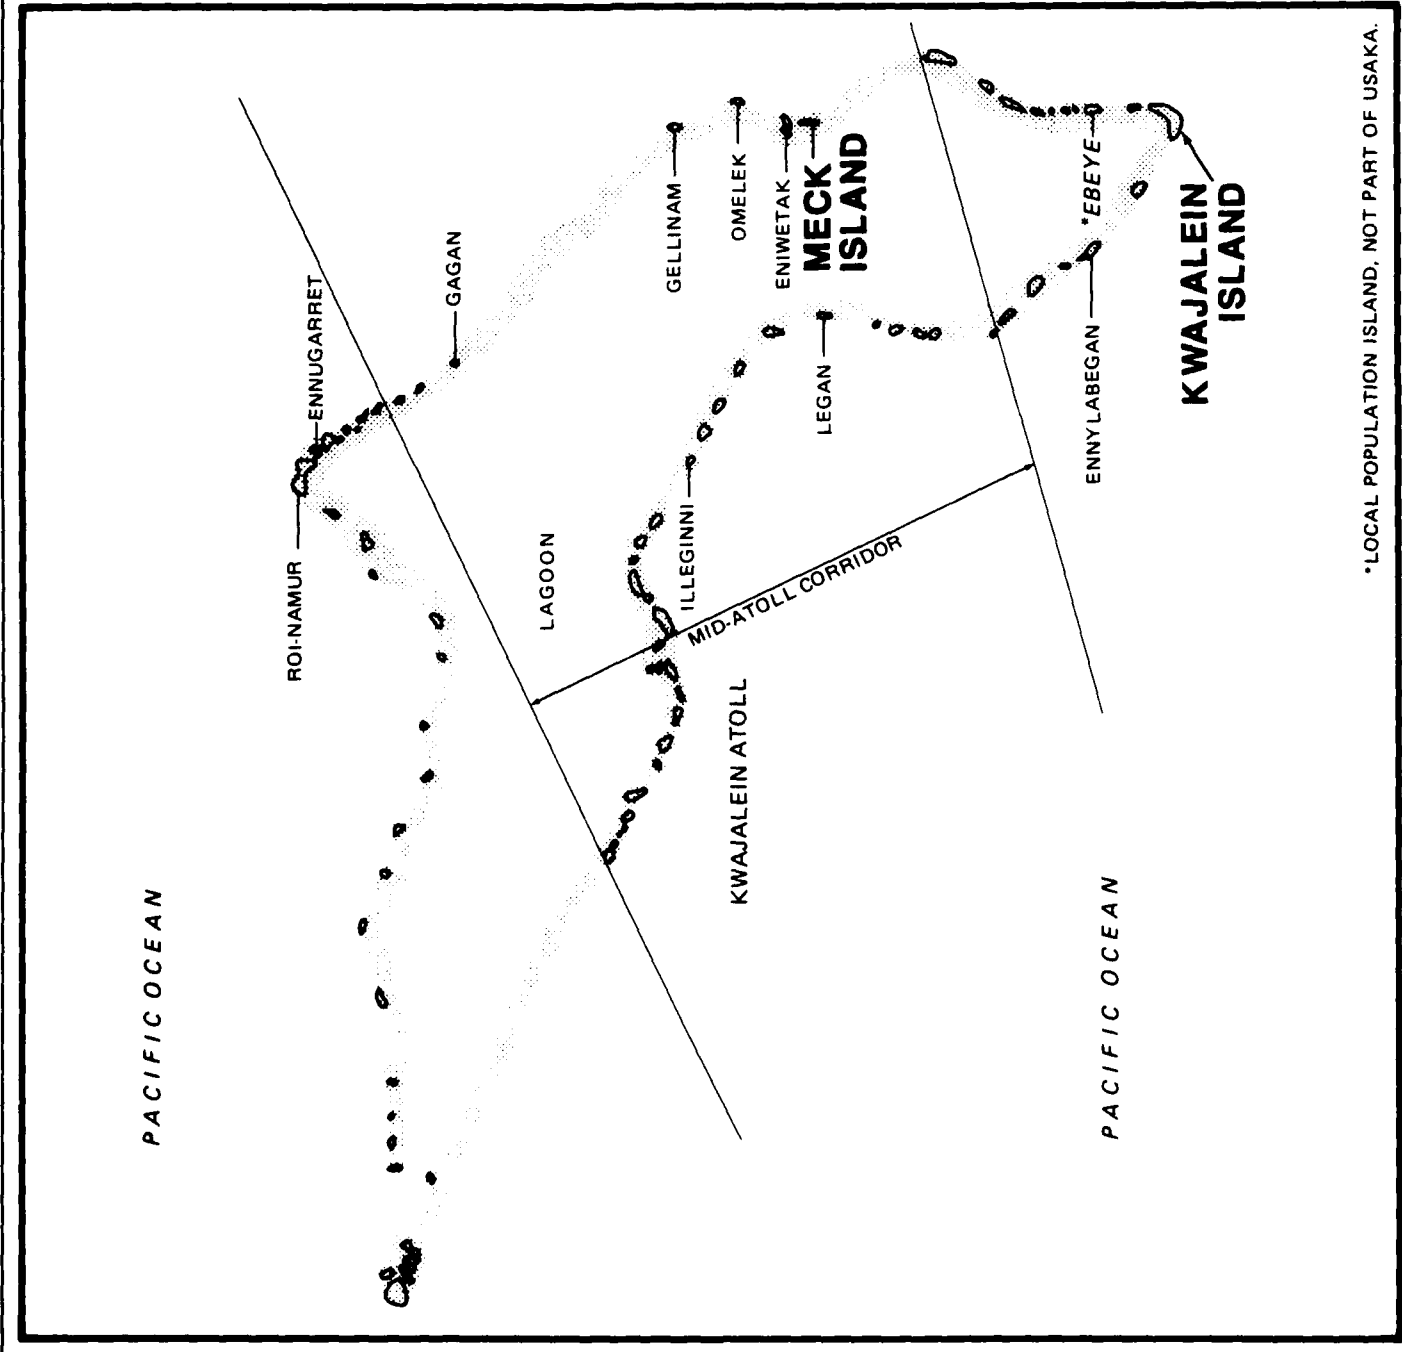 PACIFIC OCEAN
ROI-NAMUR
ENNUGARRET
GAGAN
LAGOON
GELLINAM
OMELEK
ENIWETAK
MECK
ISLAND
ILLEGINNI
LEGAN
MID-ATOLL CORRIDOR
KWAJALEIN ATOLL
*EBEYE
ENNYLABEGAN
KWAJALEIN
ISLAND
PACIFIC OCEAN
*LOCAL POPULATION ISLAND, NOT PART OF USAKA.